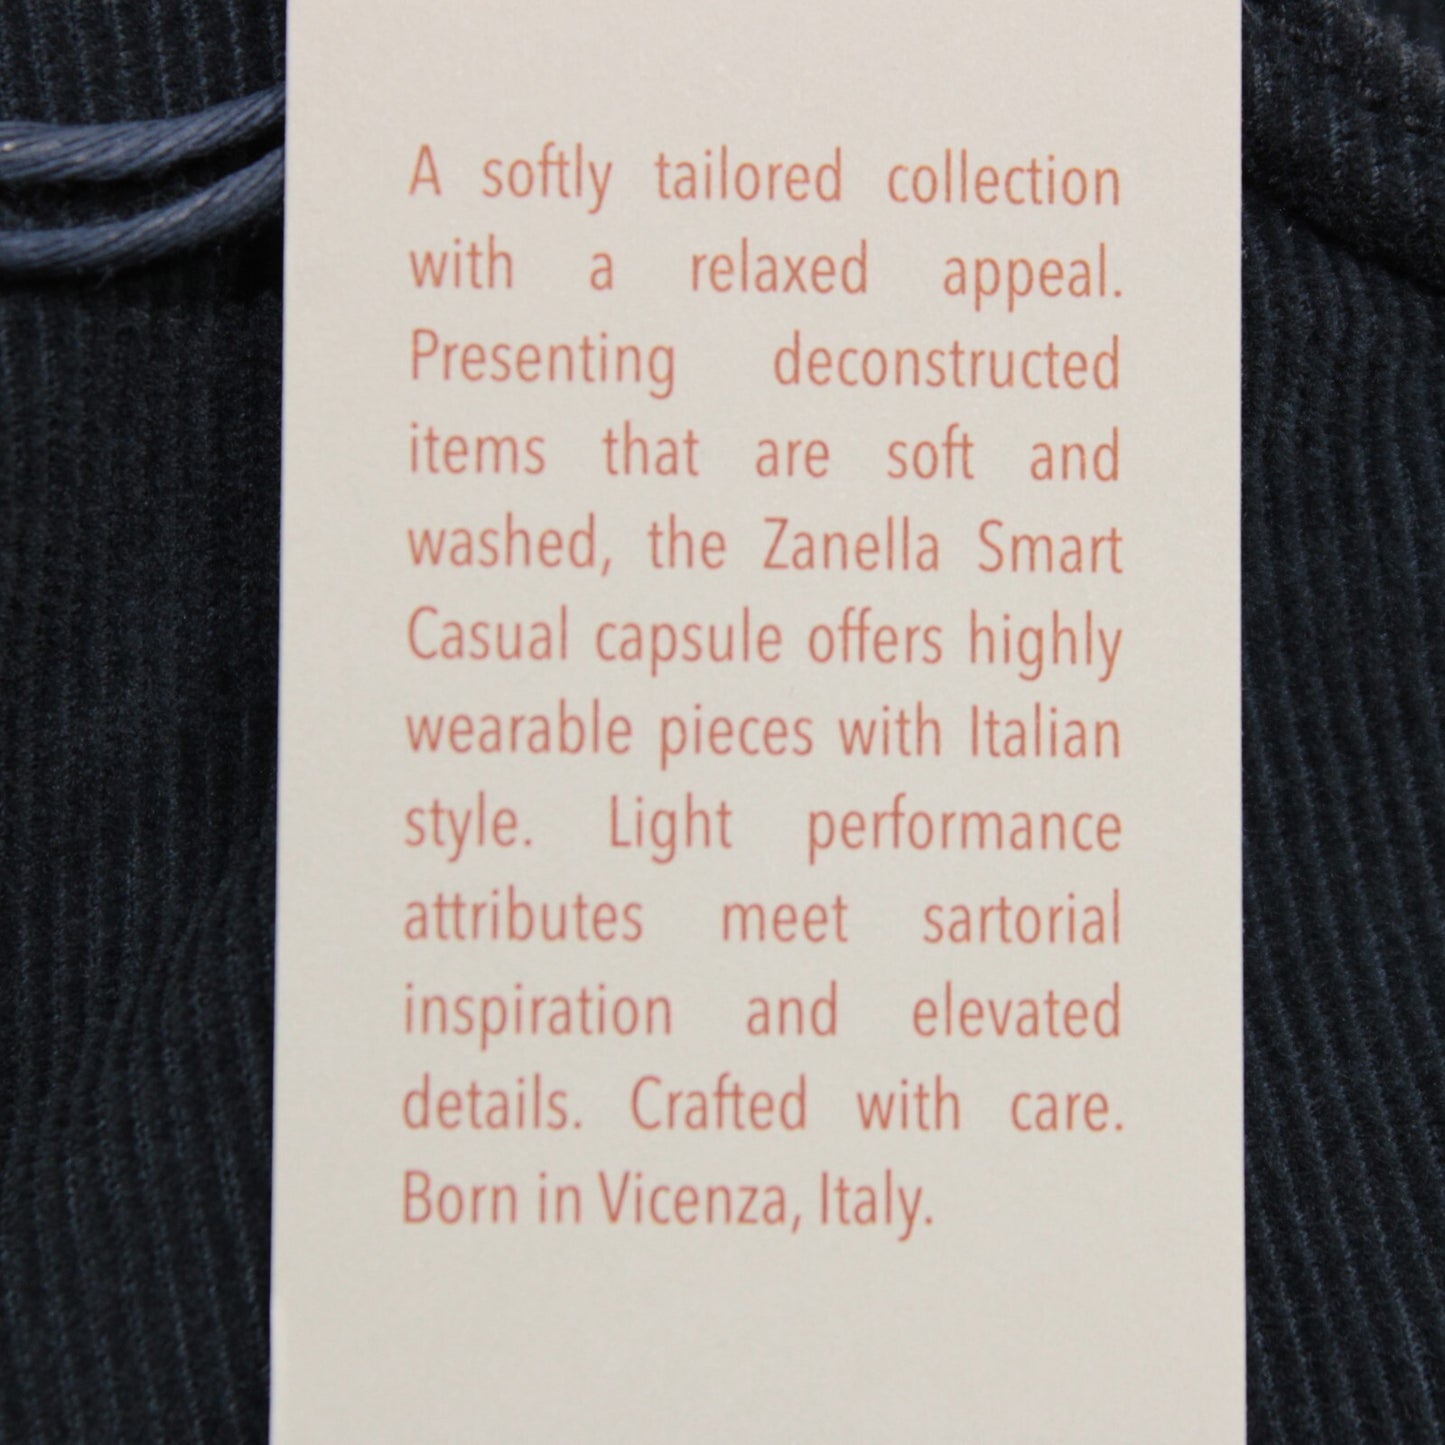 A softly tailored collection
with a relaxed appeal.
Presenting deconstructed
items that are soft and
washed, the Zanella Smart
Casual capsule offers highly
wearable pieces with Italian
style. Light performance
attributes meet sartorial
inspiration and elevated
details. Crafted with care.
Born in Vicenza, Italy.